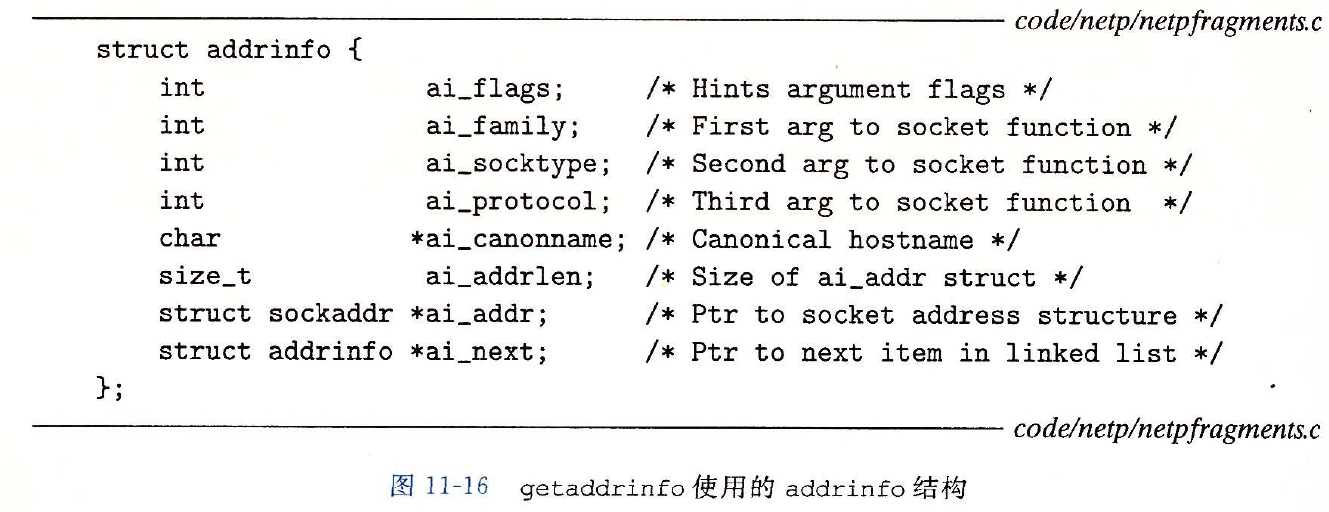 code/netp/netpfragments.c
struct addrinfo {
    int              ai_flags;     /* Hints argument flags */
    int              ai_family;    /* First arg to socket function */
    int              ai_socktype;  /* Second arg to socket function */
    int              ai_protocol;  /* Third arg to socket function  */
    char            *ai_canonname; /* Canonical hostname */
    size_t           ai_addrlen;   /* Size of ai_addr struct */
    struct sockaddr *ai_addr;      /* Ptr to socket address structure */
    struct addrinfo *ai_next;      /* Ptr to next item in linked list */
};
code/netp/netpfragments.c
图 11-16 getaddrinfo 使用的 addrinfo 结构